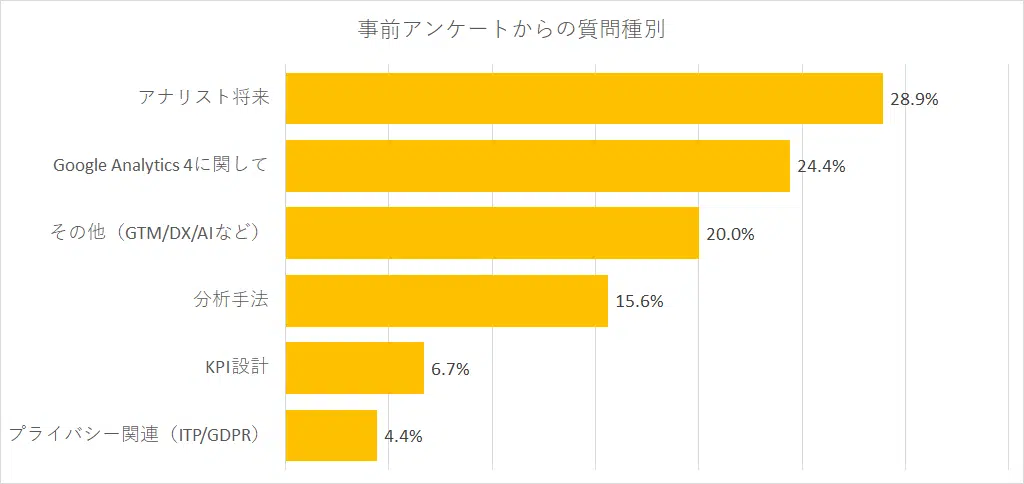 事前アンケートからの質問種別
アナリスト将来 28.9%
Google Analytics 4に関して 24.4%
その他（GTM/DX/AIなど） 20.0%
分析手法 15.6%
KPI設計 6.7%
プライバシー関連（ITP/GDPR） 4.4%